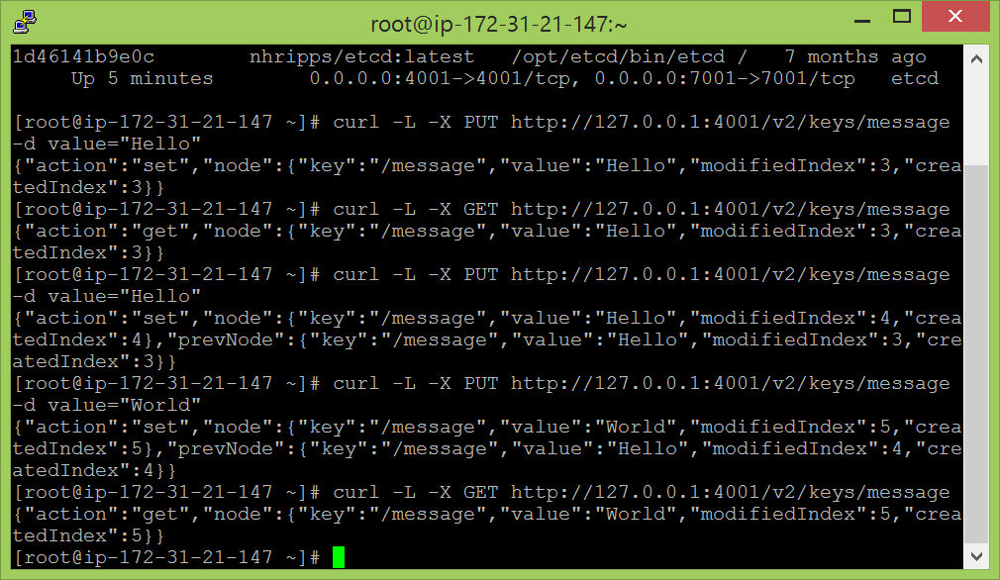 root@ip-172-31-21-147:~
1d46141b9e0c        nhripps/etcd:latest   /opt/etcd/bin/etcd /   7 months ago
     Up 5 minutes        0.0.0.0:4001->4001/tcp, 0.0.0.0:7001->7001/tcp   etcd
[root@ip-172-31-21-147 ~]# curl -L -X PUT http://127.0.0.1:4001/v2/keys/message
-d value="Hello"
{"action":"set","node":{"key":"/message","value":"Hello","modifiedIndex":3,"crea
tedIndex":3}}
[root@ip-172-31-21-147 ~]# curl -L -X GET http://127.0.0.1:4001/v2/keys/message
{"action":"get","node":{"key":"/message","value":"Hello","modifiedIndex":3,"crea
tedIndex":3}}
[root@ip-172-31-21-147 ~]# curl -L -X PUT http://127.0.0.1:4001/v2/keys/message
-d value="Hello"
{"action":"set","node":{"key":"/message","value":"Hello","modifiedIndex":4,"crea
tedIndex":4},"prevNode":{"key":"/message","value":"Hello","modifiedIndex":3,"cre
atedIndex":3}}
[root@ip-172-31-21-147 ~]# curl -L -X PUT http://127.0.0.1:4001/v2/keys/message
-d value="World"
{"action":"set","node":{"key":"/message","value":"World","modifiedIndex":5,"crea
tedIndex":5},"prevNode":{"key":"/message","value":"Hello","modifiedIndex":4,"cre
atedIndex":4}}
[root@ip-172-31-21-147 ~]# curl -L -X GET http://127.0.0.1:4001/v2/keys/message
{"action":"get","node":{"key":"/message","value":"World","modifiedIndex":5,"crea
tedIndex":5}}
[root@ip-172-31-21-147 ~]#